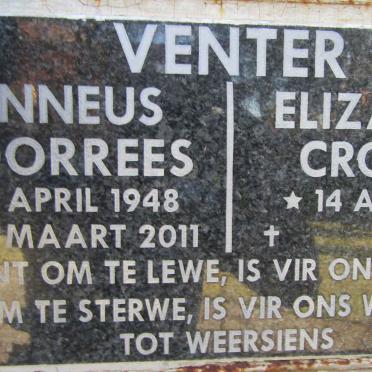 VENTER
NNEUS ELIZA
ORREES CRO
APRIL 1948 ★ 14 A
MAART 2011 ✝
NT OM TE LEWE, IS VIR ON
M TE STERWE, IS VIR ONS W
TOT WEERSIENS